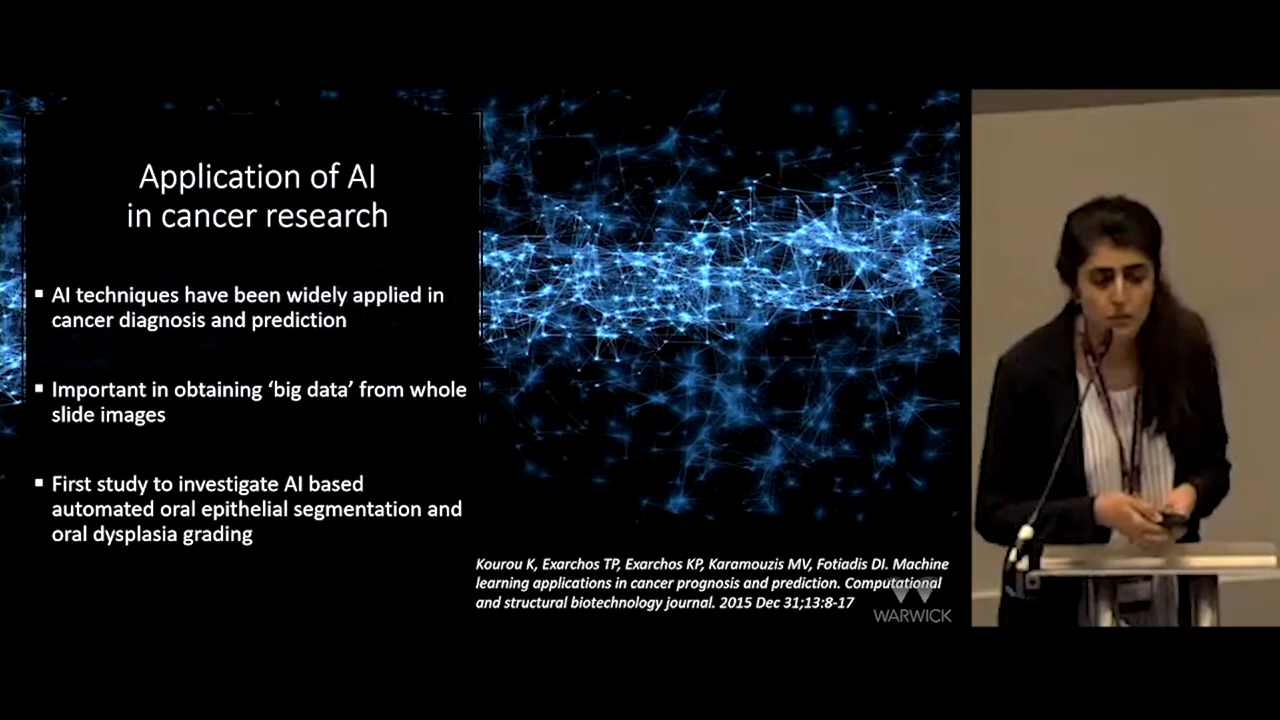 Application of AI
in cancer research
▪ AI techniques have been widely applied in
cancer diagnosis and prediction
▪ Important in obtaining ‘big data’ from whole
slide images
▪ First study to investigate AI based
automated oral epithelial segmentation and
oral dysplasia grading
Kourou K, Exarchos TP, Exarchos KP, Karamouzis MV, Fotiadis DI. Machine
learning applications in cancer prognosis and prediction. Computational
and structural biotechnology journal. 2015 Dec 31;13:8-17
WARWICK